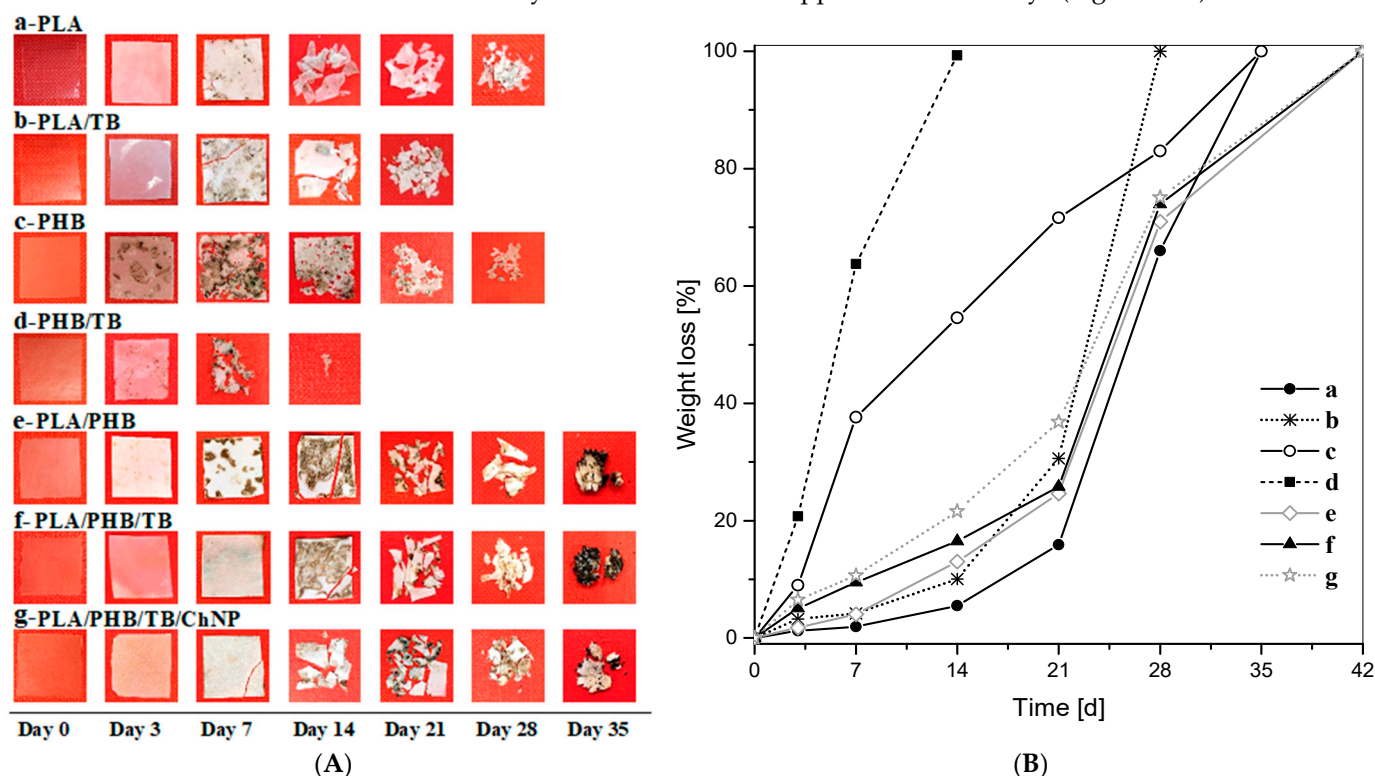 a-PLA
b-PLA/TB
c-PHB
d-PHB/TB
e-PLA/PHB
f- PLA/PHB/TB
g-PLA/PHB/TB/ChNP
Day 0 Day 3 Day 7 Day 14 Day 21 Day 28 Day 35
(A)
Weight loss [%]
100
80
60
40
20
0
0 7 14 21 28 35 42
Time [d]
a
b
c
d
e
f
g
(B)